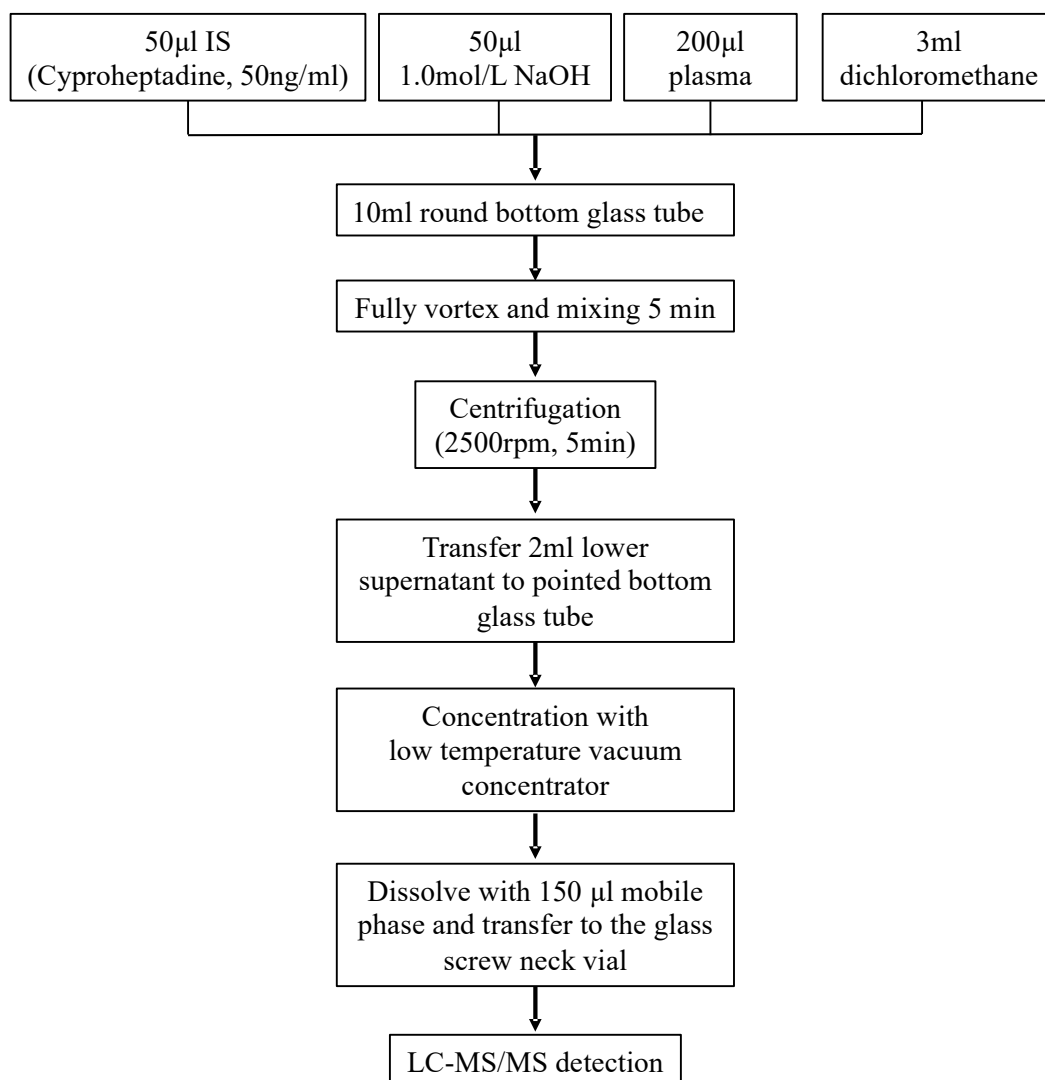 50μl IS
(Cyproheptadine, 50ng/ml)
50μl
1.0mol/L NaOH
200μl
plasma
3ml
dichloromethane
10ml round bottom glass tube
Fully vortex and mixing 5 min
Centrifugation
(2500rpm, 5min)
Transfer 2ml lower
supernatant to pointed bottom
glass tube
Concentration with
low temperature vacuum
concentrator
Dissolve with 150 μl mobile
phase and transfer to the glass
screw neck vial
LC-MS/MS detection